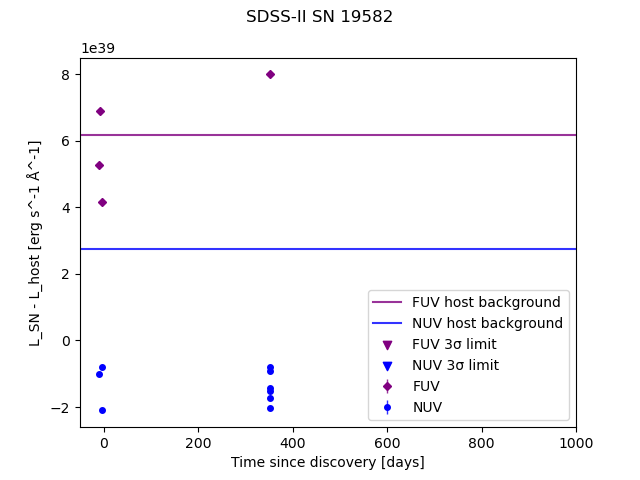 SDSS-II SN 19582
1e39
8
6
4
2
0
−2
L_SN - L_host [erg s^-1 Å^-1]
FUV host background
NUV host background
FUV 3σ limit
NUV 3σ limit
FUV
NUV
0 200 400 600 800 1000
Time since discovery [days]